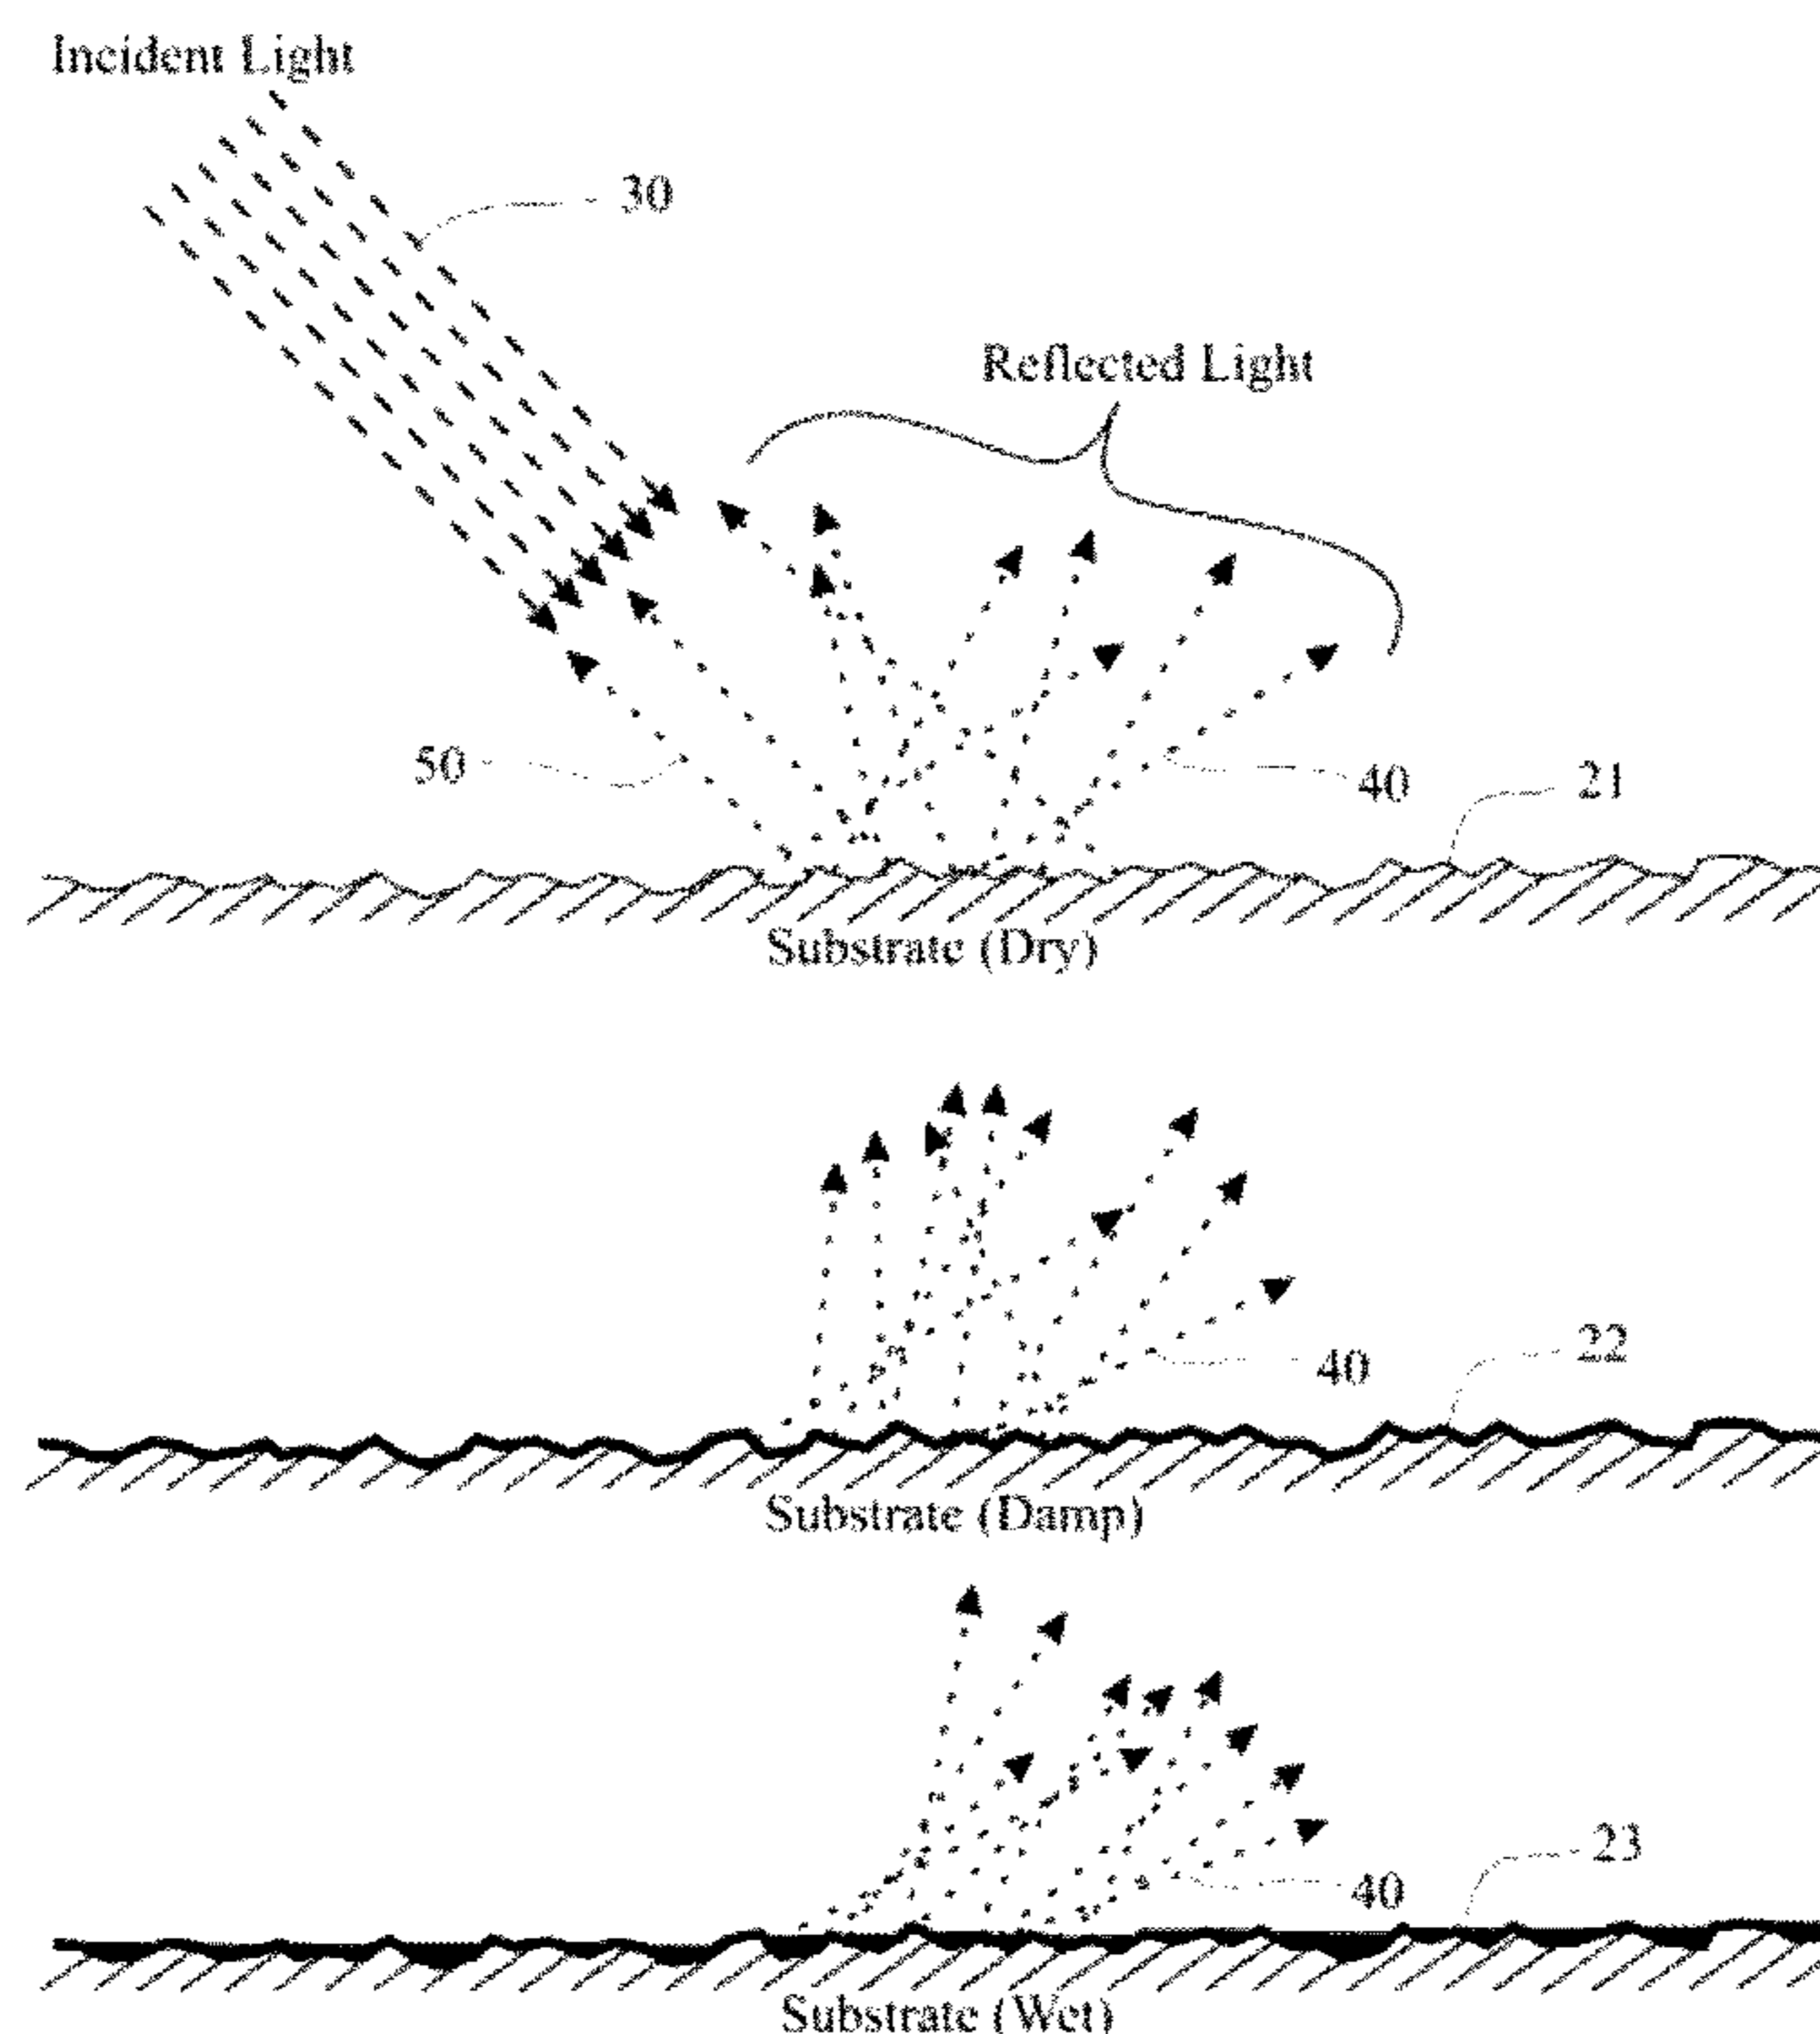 Incident Light
30
Reflected Light
50
40
21
Substrate (Dry)
22
40
Substrate (Damp)
23
40
Substrate (Wet)